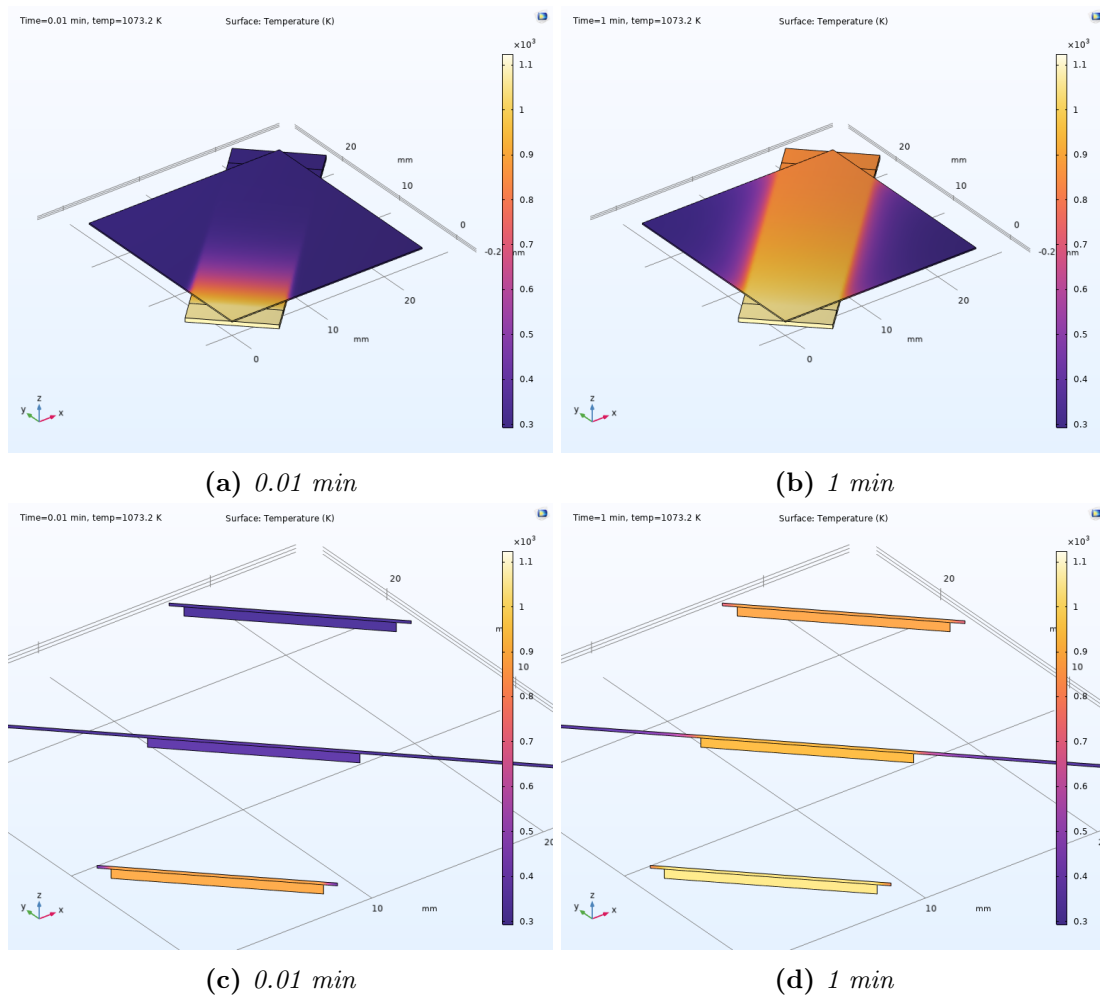 Time=0.01 min, temp=1073.2 K Surface: Temperature (K)
×10³
1.1
1
0.9
0.8
0.7
0.6
0.5
0.4
0.3
20
mm
10
0
-0.2
mm
20
10
mm
0
z
y
x
(a) 0.01 min
Time=1 min, temp=1073.2 K Surface: Temperature (K)
×10³
1.1
1
0.9
0.8
0.7
0.6
0.5
0.4
0.3
20
mm
10
0
-0.2
mm
20
10
mm
0
z
y
x
(b) 1 min
Time=0.01 min, temp=1073.2 K Surface: Temperature (K)
×10³
1.1
1
0.9
0.8
0.7
0.6
0.5
0.4
0.3
20
m
10
20
10 mm
z
y
x
(c) 0.01 min
Time=1 min, temp=1073.2 K Surface: Temperature (K)
×10³
1.1
1
0.9
0.8
0.7
0.6
0.5
0.4
0.3
20
m
10
2
10 mm
z
y
x
(d) 1 min